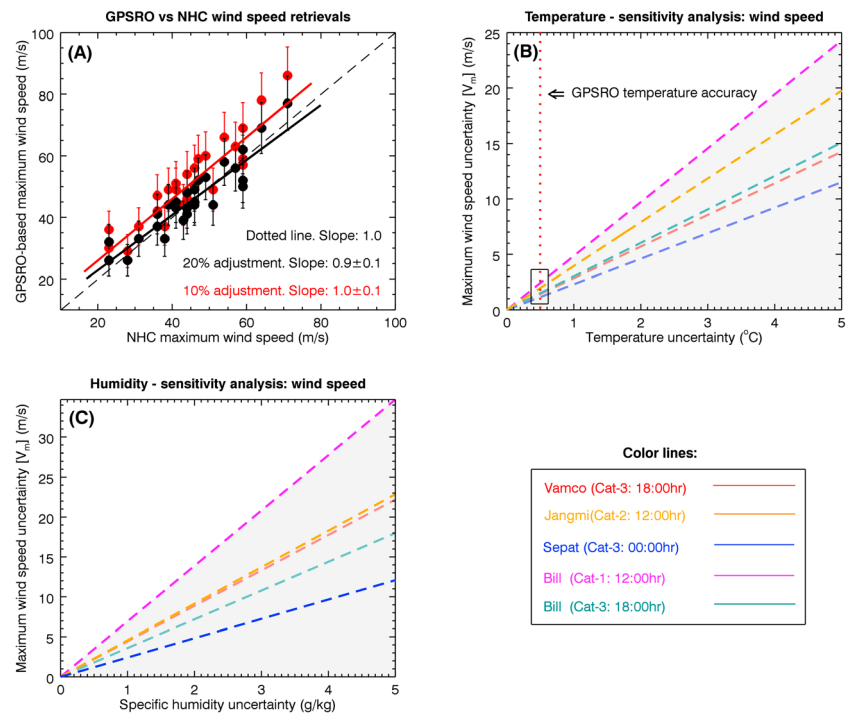 GPSRO vs NHC wind speed retrievals
(A)
GPSRO-based maximum wind speed (m/s)
100
80
60
40
20
Dotted line. Slope: 1.0
20% adjustment. Slope: 0.9±0.1
10% adjustment. Slope: 1.0±0.1
20 40 60 80 100
NHC maximum wind speed (m/s)
Temperature - sensitivity analysis: wind speed
(B)
Maximum wind speed uncertainty [Vm] (m/s)
25
20
15
10
5
0
⇐ GPSRO temperature accuracy
0 1 2 3 4 5
Temperature uncertainty (°C)
Humidity - sensitivity analysis: wind speed
(C)
Maximum wind speed uncertainty [Vm] (m/s)
30
25
20
15
10
5
0
0 1 2 3 4 5
Specific humidity uncertainty (g/kg)
Color lines:
Vamco (Cat-3: 18:00hr)
Jangmi(Cat-2: 12:00hr)
Sepat (Cat-3: 00:00hr)
Bill (Cat-1: 12:00hr)
Bill (Cat-3: 18:00hr)